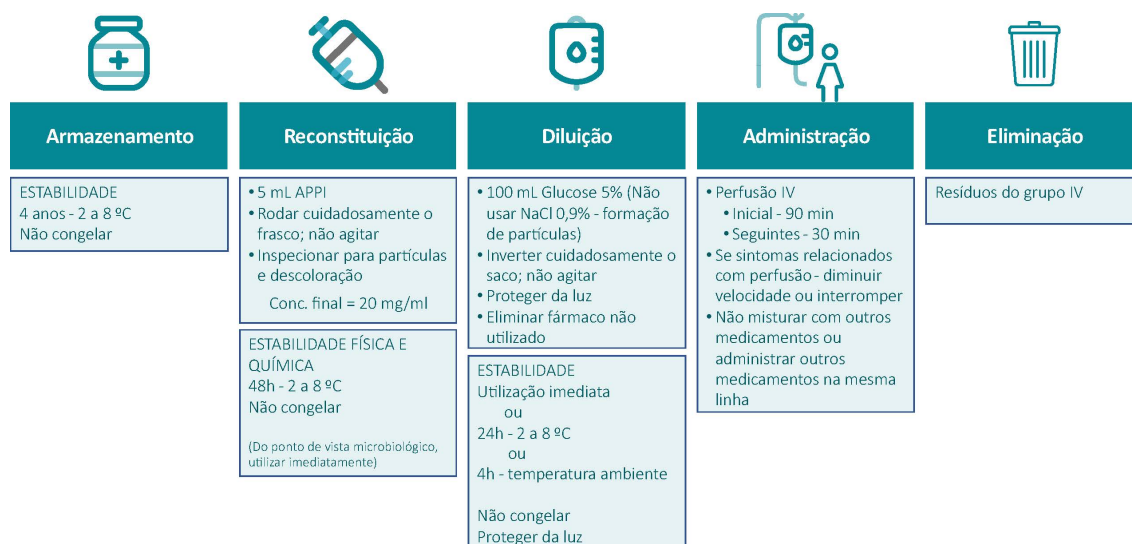 Armazenamento
ESTABILIDADE
4 anos - 2 a 8 ºC
Não congelar
Reconstituição
• 5 mL APPI
• Rodar cuidadosamente o
frasco; não agitar
• Inspecionar para partículas
e descoloração
Conc. final = 20 mg/ml
ESTABILIDADE FÍSICA E
QUÍMICA
48h - 2 a 8 ºC
Não congelar
(Do ponto de vista microbiológico,
utilizar imediatamente)
Diluição
• 100 mL Glucose 5% (Não
usar NaCl 0,9% - formação
de partículas)
• Inverter cuidadosamente o
saco; não agitar
• Proteger da luz
• Eliminar fármaco não
utilizado
ESTABILIDADE
Utilização imediata
ou
24h - 2 a 8 ºC
ou
4h - temperatura ambiente
Não congelar
Proteger da luz
Administração
• Perfusão IV
• Inicial - 90 min
• Seguintes - 30 min
• Se sintomas relacionados
com perfusão - diminuir
velocidade ou interromper
• Não misturar com outros
medicamentos ou
administrar outros
medicamentos na mesma
linha
Eliminação
Resíduos do grupo IV